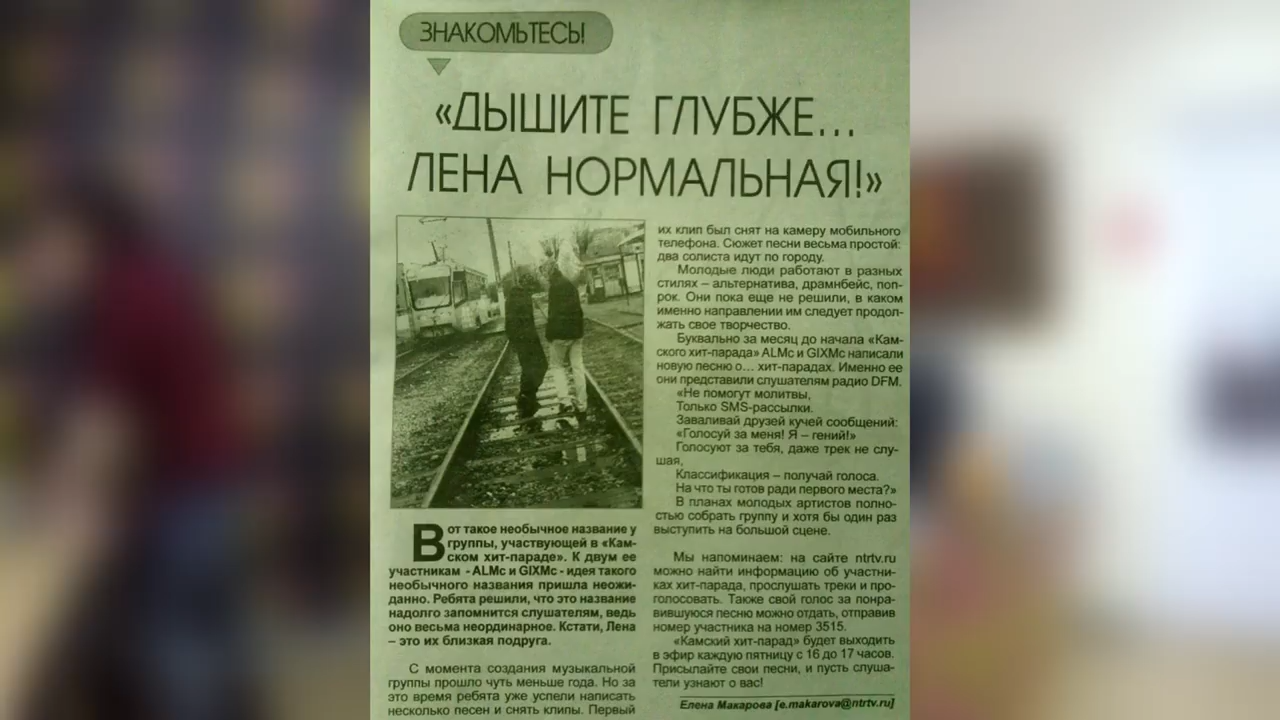 ЗНАКОМЬТЕСЬ!
«ДЫШИТЕ ГЛУБЖЕ...
ЛЕНА НОРМАЛЬНАЯ!»
Вот такое необычное название у
группы, участвующей в «Кам-
ском хит-параде». К двум ее
участникам - ALMc и GIXMc - идея такого
необычного названия пришла неожи-
данно. Ребята решили, что это название
надолго запомнится слушателям, ведь
оно весьма неординарное. Кстати, Лена
– это их близкая подруга.
С момента создания музыкальной
группы прошло чуть меньше года. Но за
это время ребята уже успели написать
несколько песен и снять клипы. Первый
их клип был снят на камеру мобильного
телефона. Сюжет песни весьма простой:
два солиста идут по городу.
Молодые люди работают в разных
стилях – альтернатива, драмнбейс, поп-
рок. Они пока еще не решили, в каком
именно направлении им следует продол-
жать свое творчество.
Буквально за месяц до начала «Кам-
ского хит-парада» ALMc и GIXMc написали
новую песню о... хит-парадах. Именно ее
они представили слушателям радио DFM.
«Не помогут молитвы,
Только SMS-рассылки.
Заваливай друзей кучей сообщений:
«Голосуй за меня! Я – гений!»
Голосуют за тебя, даже трек не слу-
шая,
Классификация – получай голоса.
На что ты готов ради первого места?»
В планах молодых артистов полно-
стью собрать группу и хотя бы один раз
выступить на большой сцене.
Мы напоминаем: на сайте ntrtv.ru
можно найти информацию об участни-
ках хит-парада, прослушать треки и про-
голосовать. Также свой голос за понра-
вившуюся песню можно отдать, отправив
номер участника на номер 3515.
«Камский хит-парад» будет выходить
в эфир каждую пятницу с 16 до 17 часов.
Присылайте свои песни, и пусть слуша-
тели узнают о вас!
Елена Макарова [e.makarova@ntrtv.ru]